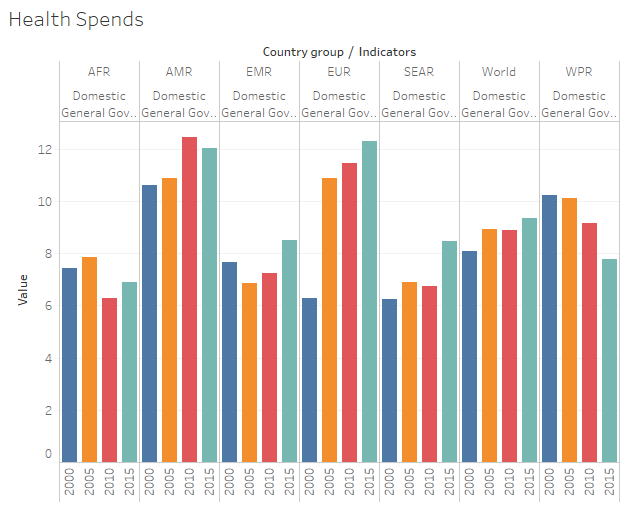 Health Spends
Country group / Indicators
AFR AMR EMR EUR SEAR World WPR
Domestic Domestic Domestic Domestic Domestic Domestic Domestic
General Gov.. General Gov.. General Gov.. General Gov.. General Gov.. General Gov.. General Gov..
12
10
8
6
4
2
0
Value
2000 2005 2010 2015 2000 2005 2010 2015 2000 2005 2010 2015 2000 2005 2010 2015 2000 2005 2010 2015 2000 2005 2010 2015 2000 2005 2010 2015